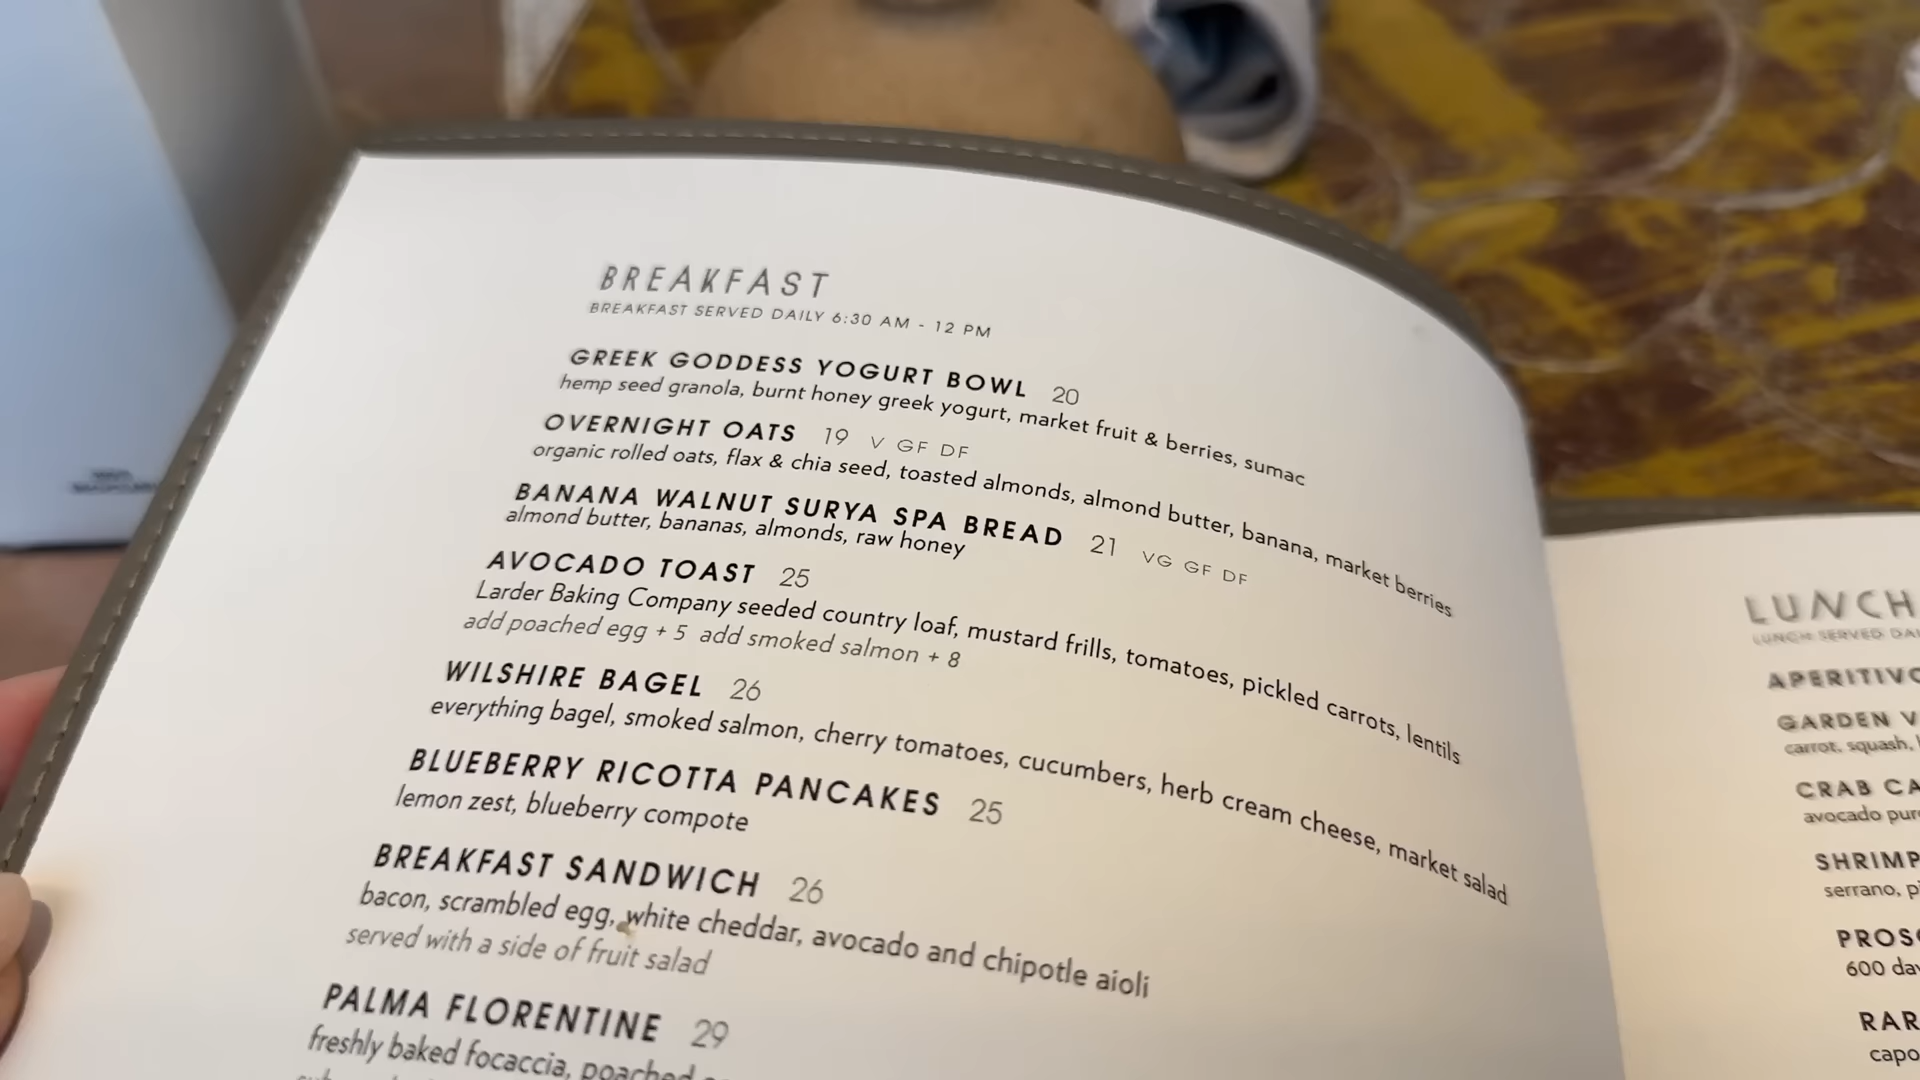 BREAKFAST
BREAKFAST SERVED DAILY 6:30 AM - 12 PM
GREEK GODDESS YOGURT BOWL 20
hemp seed granola, burnt honey greek yogurt, market fruit & berries, sumac
OVERNIGHT OATS 19 V GF DF
organic rolled oats, flax & chia seed, toasted almonds, almond butter, banana, market berries
BANANA WALNUT SURYA SPA BREAD 21 VG GF DF
almond butter, bananas, almonds, raw honey
AVOCADO TOAST 25
Larder Baking Company seeded country loaf, mustard frills, tomatoes, pickled carrots, lentils
add poached egg + 5 add smoked salmon + 8
WILSHIRE BAGEL 26
everything bagel, smoked salmon, cherry tomatoes, cucumbers, herb cream cheese, market salad
BLUEBERRY RICOTTA PANCAKES 25
lemon zest, blueberry compote
BREAKFAST SANDWICH 26
bacon, scrambled egg, white cheddar, avocado and chipotle aioli
served with a side of fruit salad
PALMA FLORENTINE 29
freshly baked focaccia, poached
LUNCH
LUNCH SERVED
GARDEN
carrot, squash,
CRAB
avocado
SHRIMP
serrano,
600